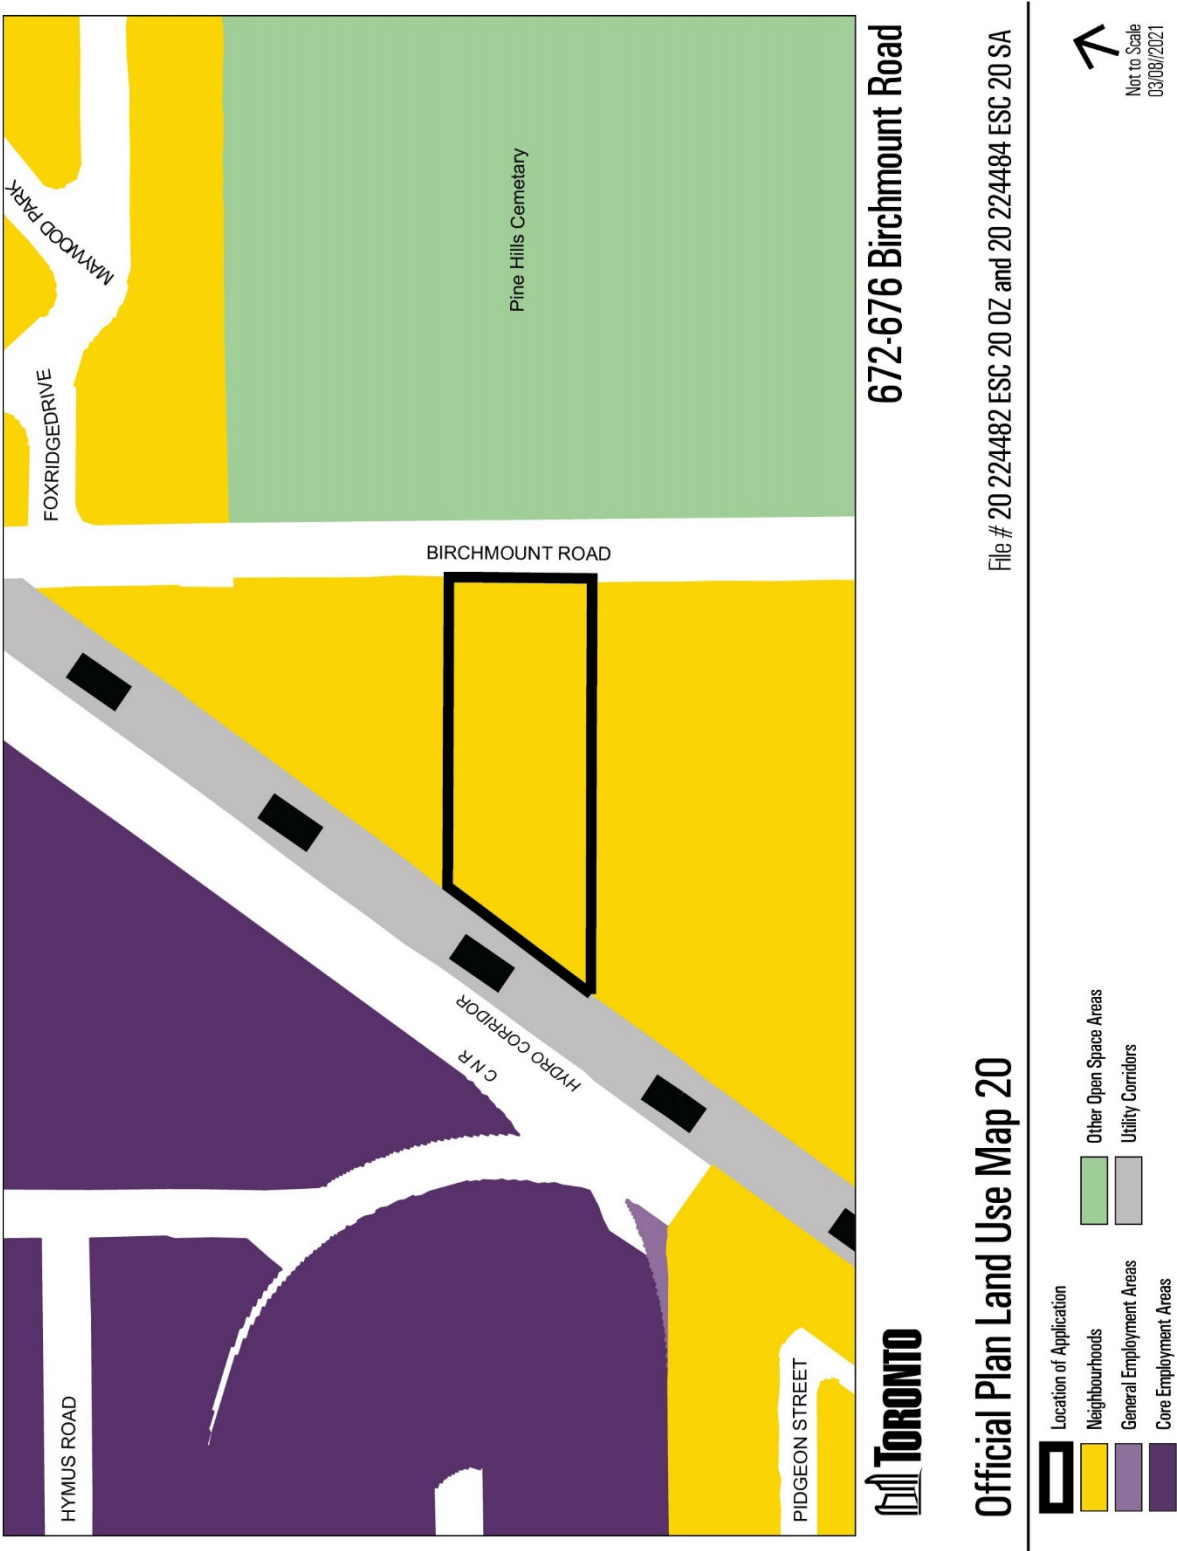 MAYWOOD PARK
FOXRIDGEDRIVE
Pine Hills Cemetary
BIRCHMOUNT ROAD
HYDRO CORRIDOR
C N R
HYMUS ROAD
PIDGEON STREET
TORONTO
672-676 Birchmount Road
Official Plan Land Use Map 20
File # 20 224482 ESC 20 OZ and 20 224484 ESC 20 SA
Location of Application
Neighbourhoods
General Employment Areas
Core Employment Areas
Other Open Space Areas
Utility Corridors
Not to Scale
03/08//2021